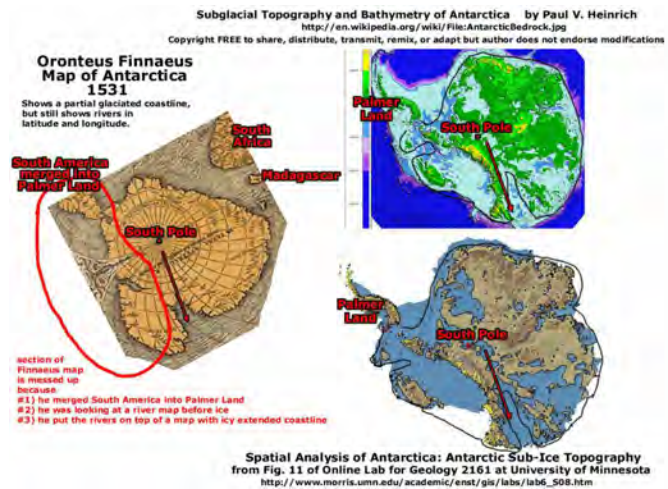 Subglacial Topography and Bathymetry of Antarctica by Paul V. Heinrich
http://en.wikipedia.org/wiki/File:AntarcticBedrock.jpg
Copyright FREE to share, distribute, transmit, remix, or adapt but author does not endorse modifications
Oronteus Finnaeus
Map of Antarctica
1531
Shows a partial glaciated coastline,
but still shows rivers in
latitude and longitude.
South America
merged into
Palmer Land
South
Africa
Madagascar
South Pole
section of
Finnaeus map
is messed up
because
#1) he merged South America into Palmer Land
#2) he was looking at a river map before ice
#3) he put the rivers on top of a map with icy extended coastline
Palmer
Land
South Pole
Palmer
Land
South Pole
Spatial Analysis of Antarctica: Antarctic Sub-Ice Topography
from Fig. 11 of Online Lab for Geology 2161 at University of Minnesota
http://www.morris.umn.edu/academic/enst/gis/labs/lab6_S08.htm